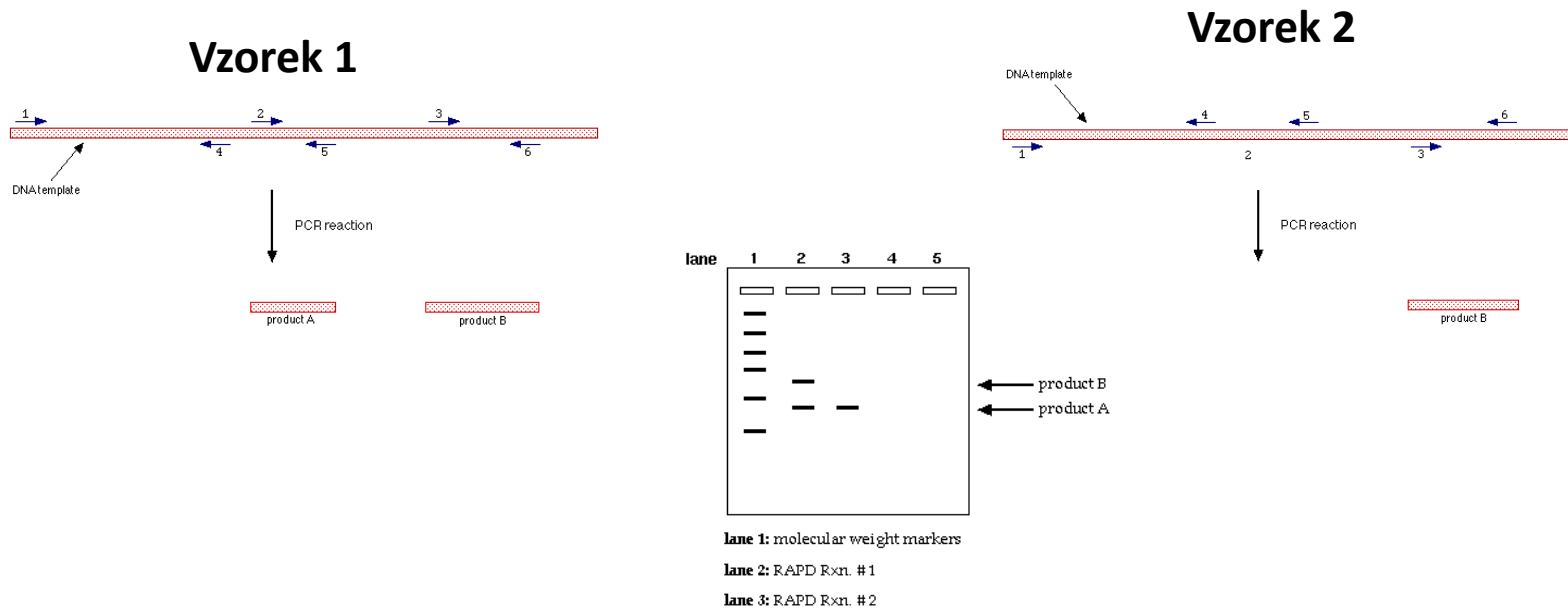 Vzorek 1
1 2 3
4 5 6
DNA template
PCR reaction
product A product B
Vzorek 2
DNA template
4 5 6
1 2 3
PCR reaction
product B
lane 1 2 3 4 5
product B
product A
lane 1: molecular weight markers
lane 2: RAPD Rxn. #1
lane 3: RAPD Rxn. #2